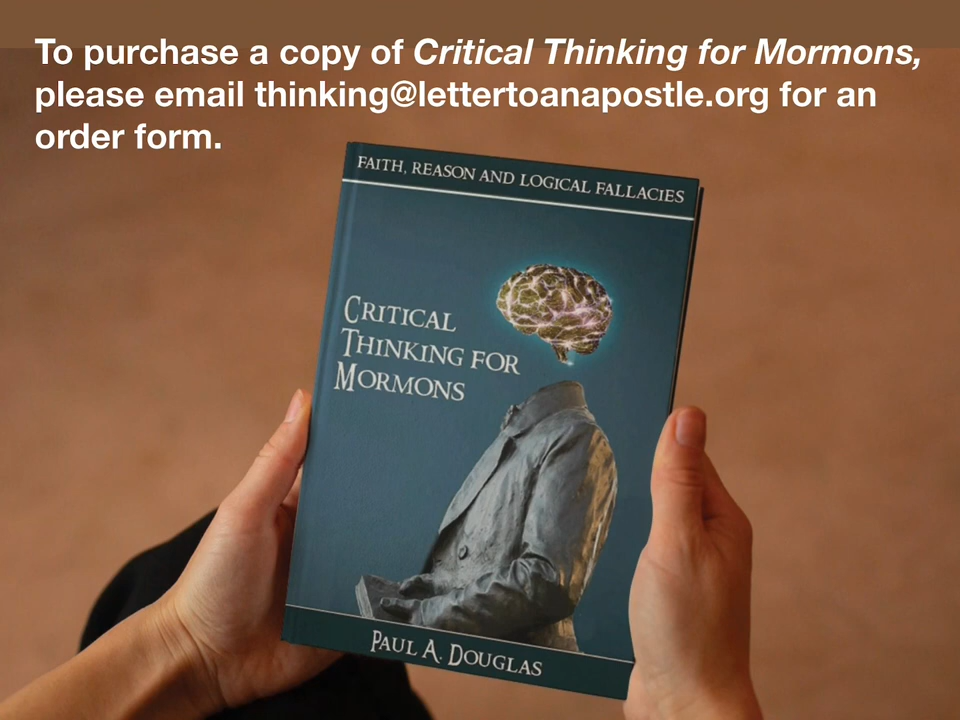 To purchase a copy of Critical Thinking for Mormons,
please email thinking@lettertoanapostle.org for an
order form.
FAITH, REASON AND LOGICAL FALLACIES
CRITICAL
THINKING FOR
MORMONS
PAUL A. DOUGLAS